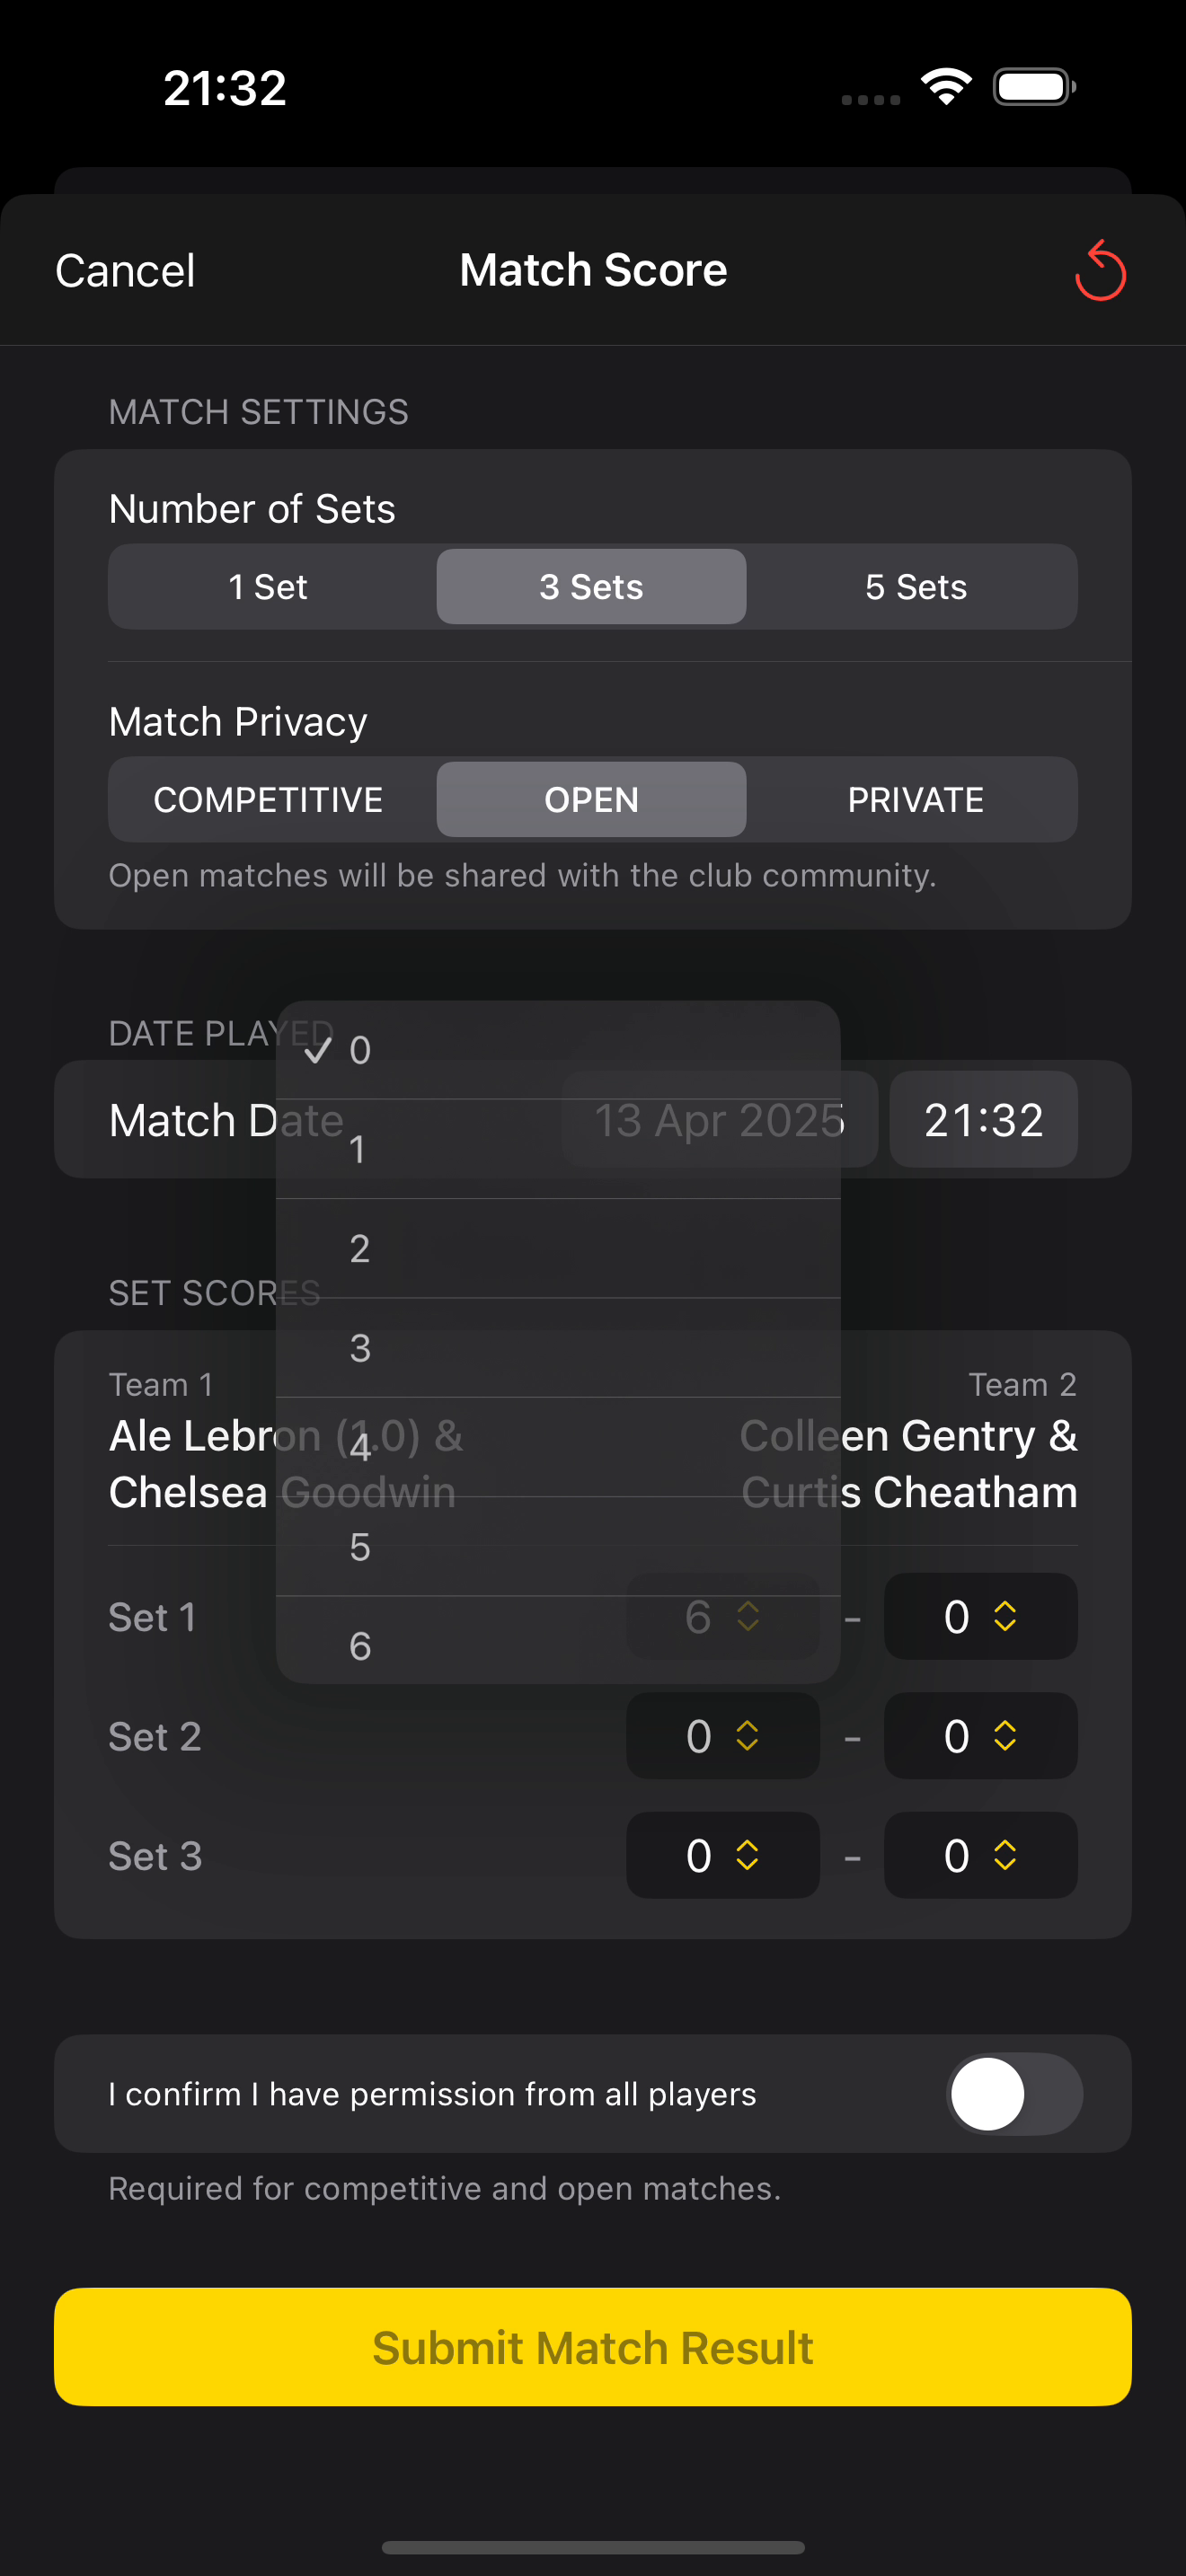 21:32
Cancel
Match Score
MATCH SETTINGS
Number of Sets
1 Set 3 Sets 5 Sets
Match Privacy
COMPETITIVE OPEN PRIVATE
Open matches will be shared with the club community.
DATE PLAYED
Match Date 13 Apr 2025 21:32
SET SCORES
0
1
2
3
4
5
6
Team 1
Ale Lebron (1.0) &
Chelsea Goodwin
Team 2
Colleen Gentry &
Curtis Cheatham
Set 1 6 - 0
Set 2 0 - 0
Set 3 0 - 0
I confirm I have permission from all players
Required for competitive and open matches.
Submit Match Result